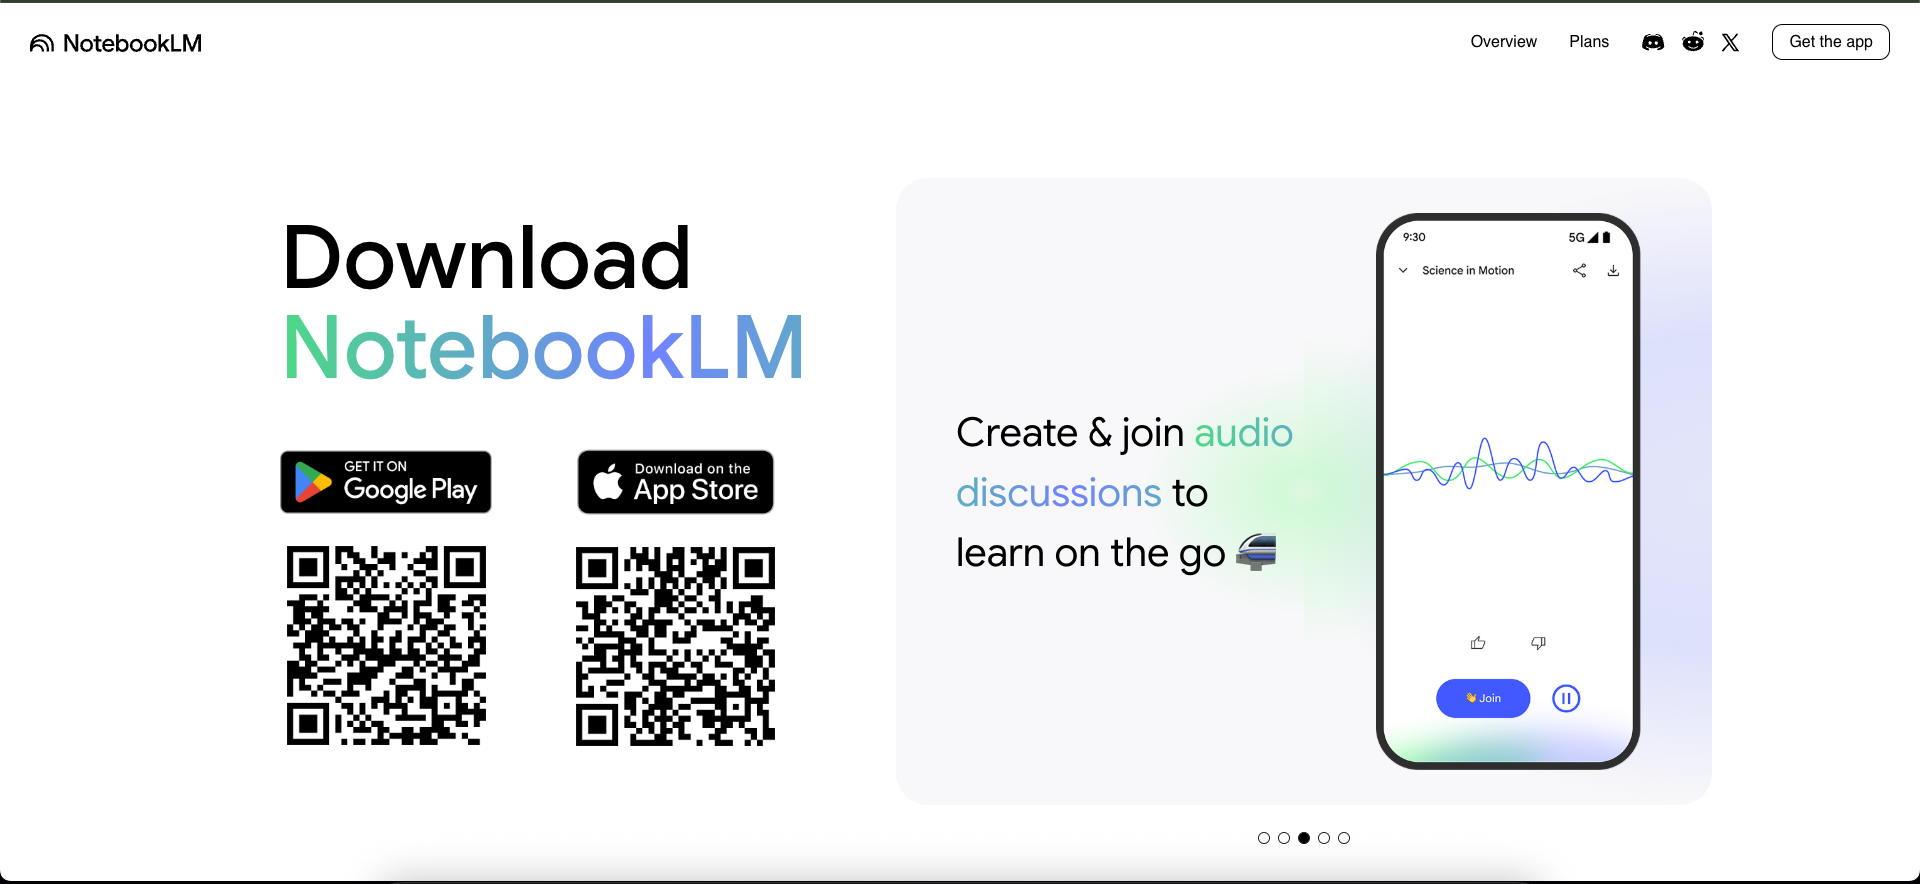 NotebookLM
Overview
Plans
Get the app
Download
NotebookLM
GET IT ON
Google Play
Download on the
App Store
Create & join audio
discussions to
learn on the go
9:30
5G
Science in Motion
Join